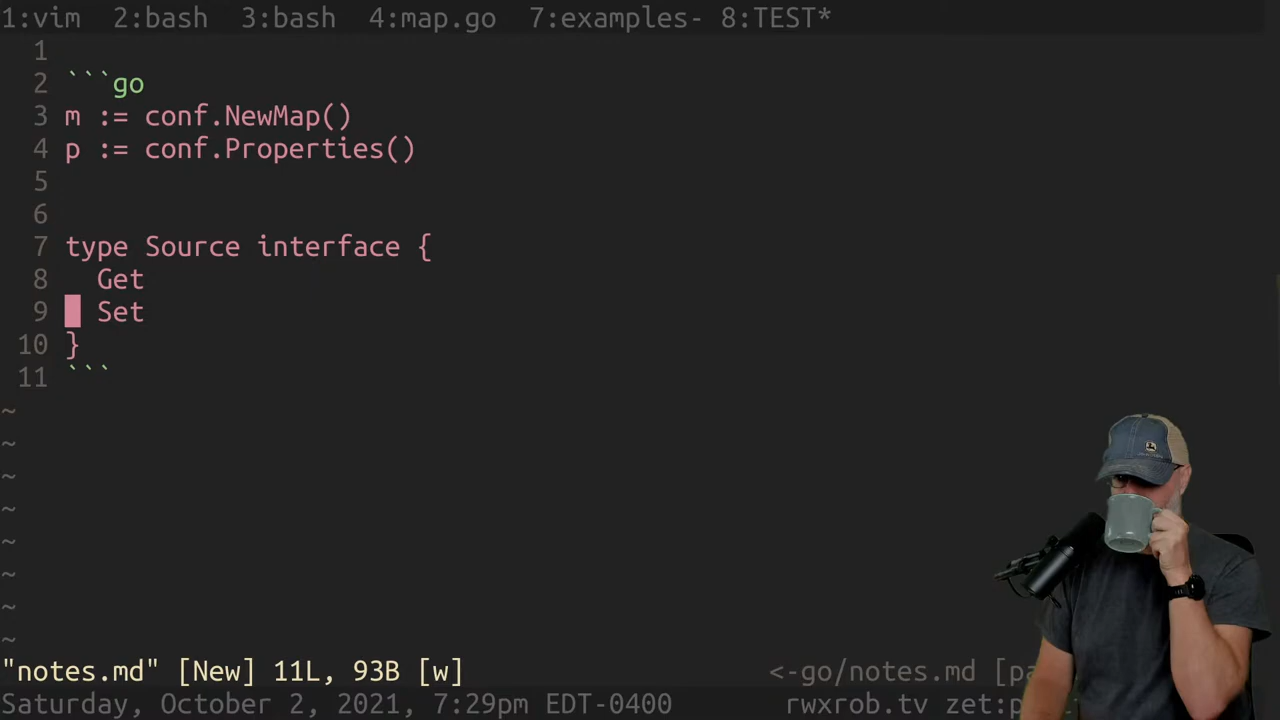 1:vim 2:bash 3:bash 4:map.go 7:examples- 8:TEST*
1
2 ```go
3 m := conf.NewMap()
4 p := conf.Properties()
5
6
7 type Source interface {
8 Get
9 Set
10 }
11 ```
~
~
~
~
~
~
~
~
"notes.md" [New] 11L, 93B [w] <-go/notes.md
Saturday, October 2, 2021, 7:29pm EDT-0400 rwxrob.tv